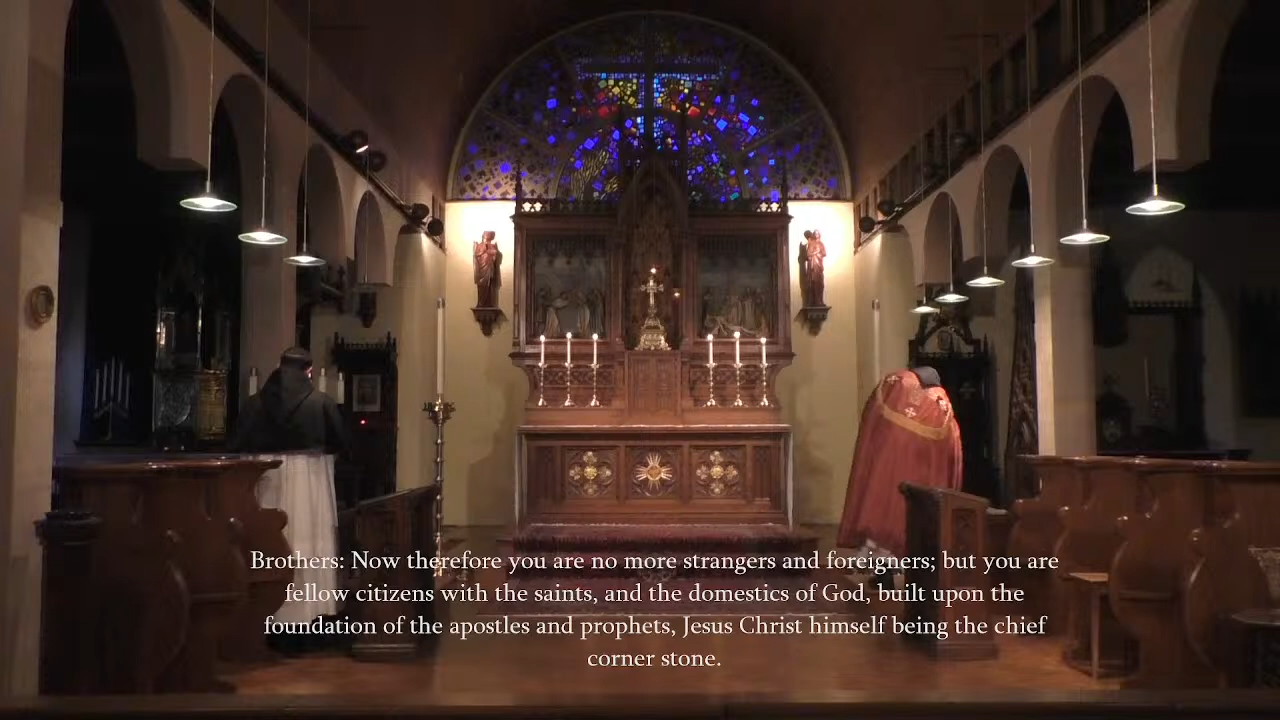 Brothers: Now therefore you are no more strangers and foreigners; but you are
fellow citizens with the saints, and the domestics of God, built upon the
foundation of the apostles and prophets, Jesus Christ himself being the chief
corner stone.